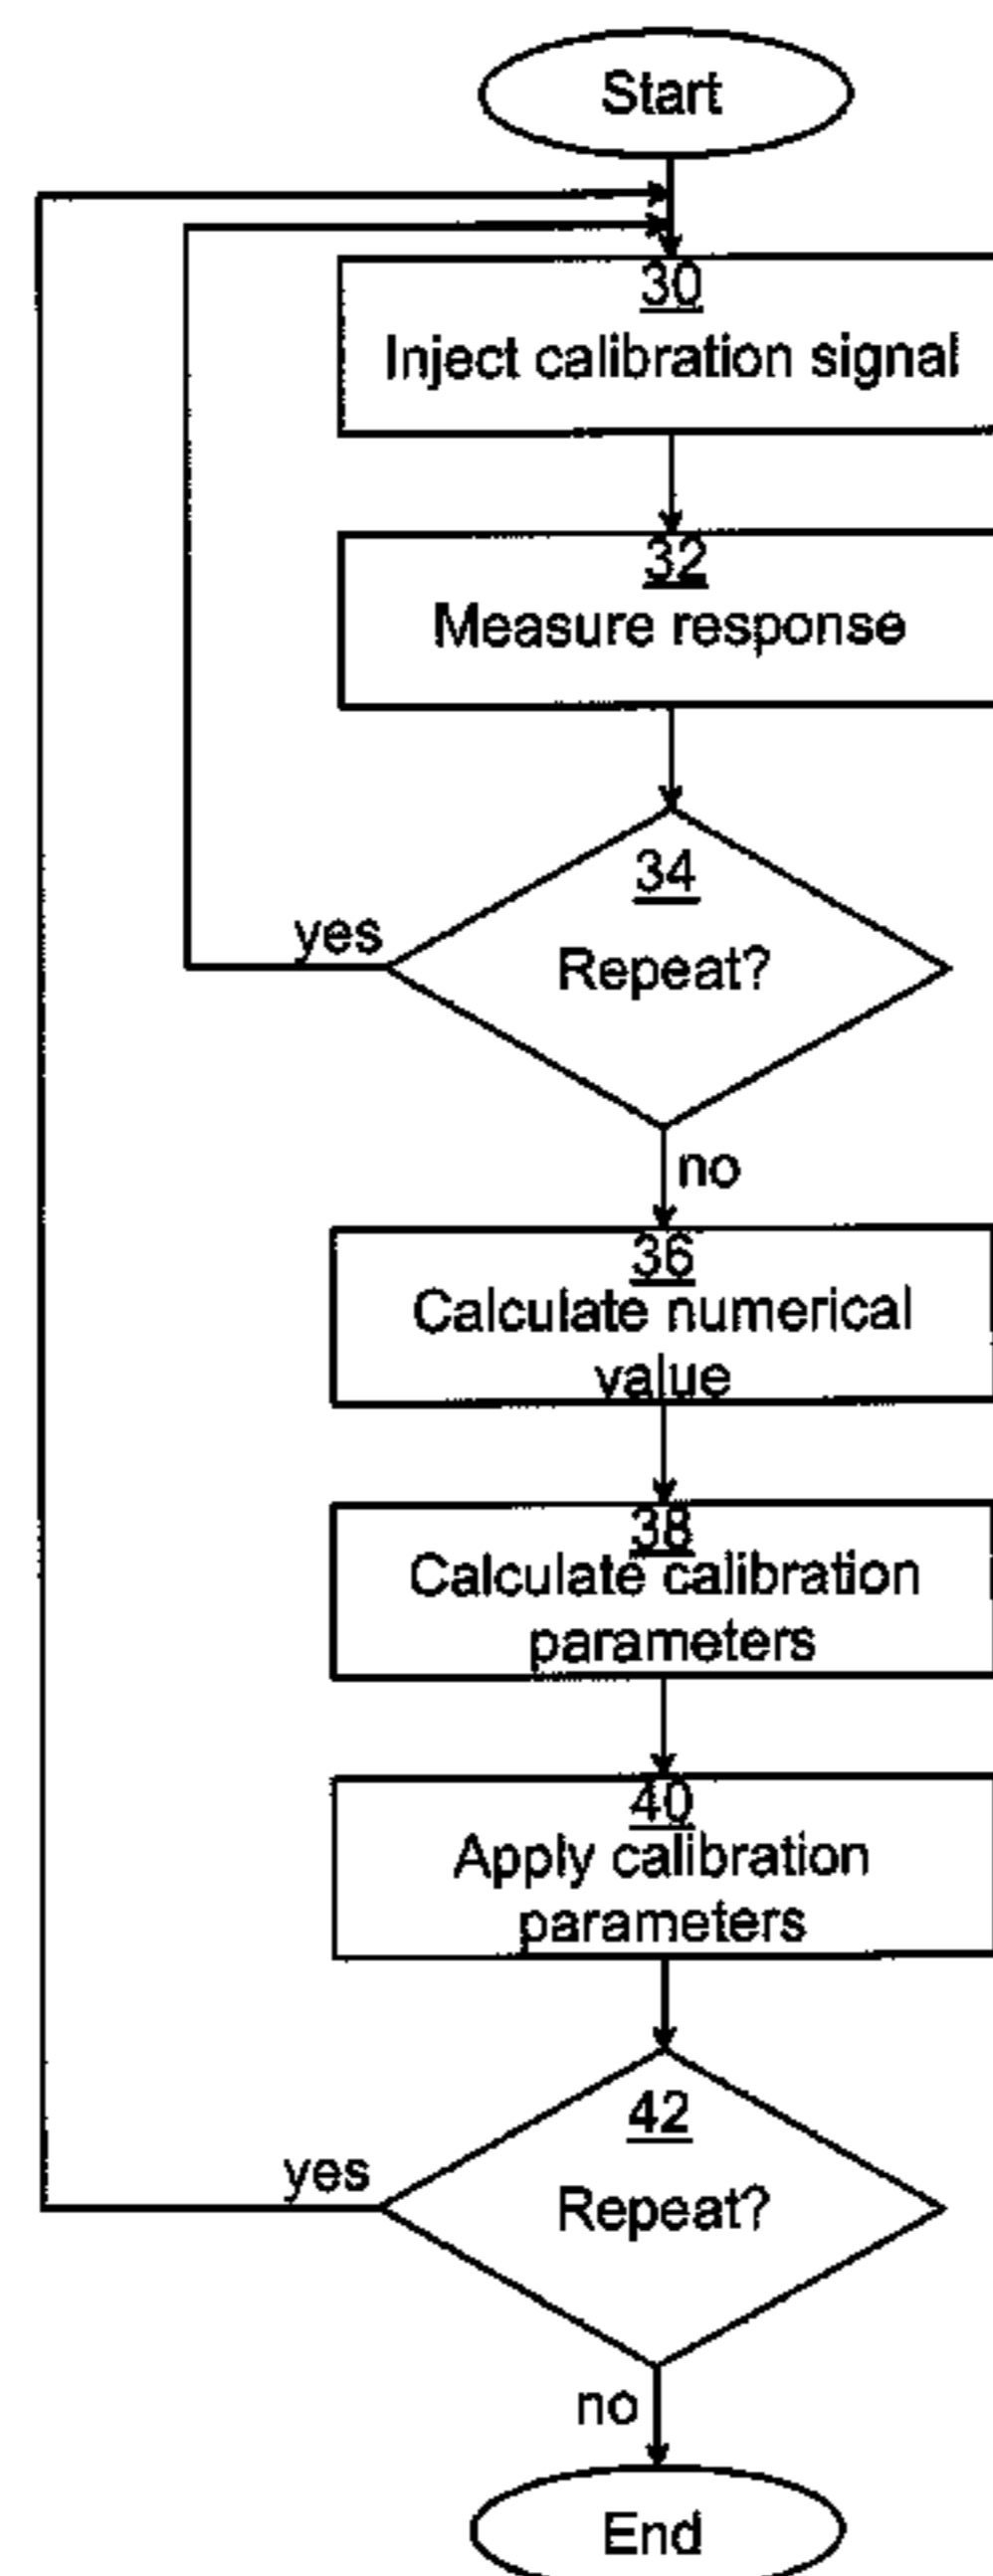 Start
30
Inject calibration signal
32
Measure response
34
yes
Repeat?
no
36
Calculate numerical
value
38
Calculate calibration
parameters
40
Apply calibration
parameters
42
yes
Repeat?
no
End